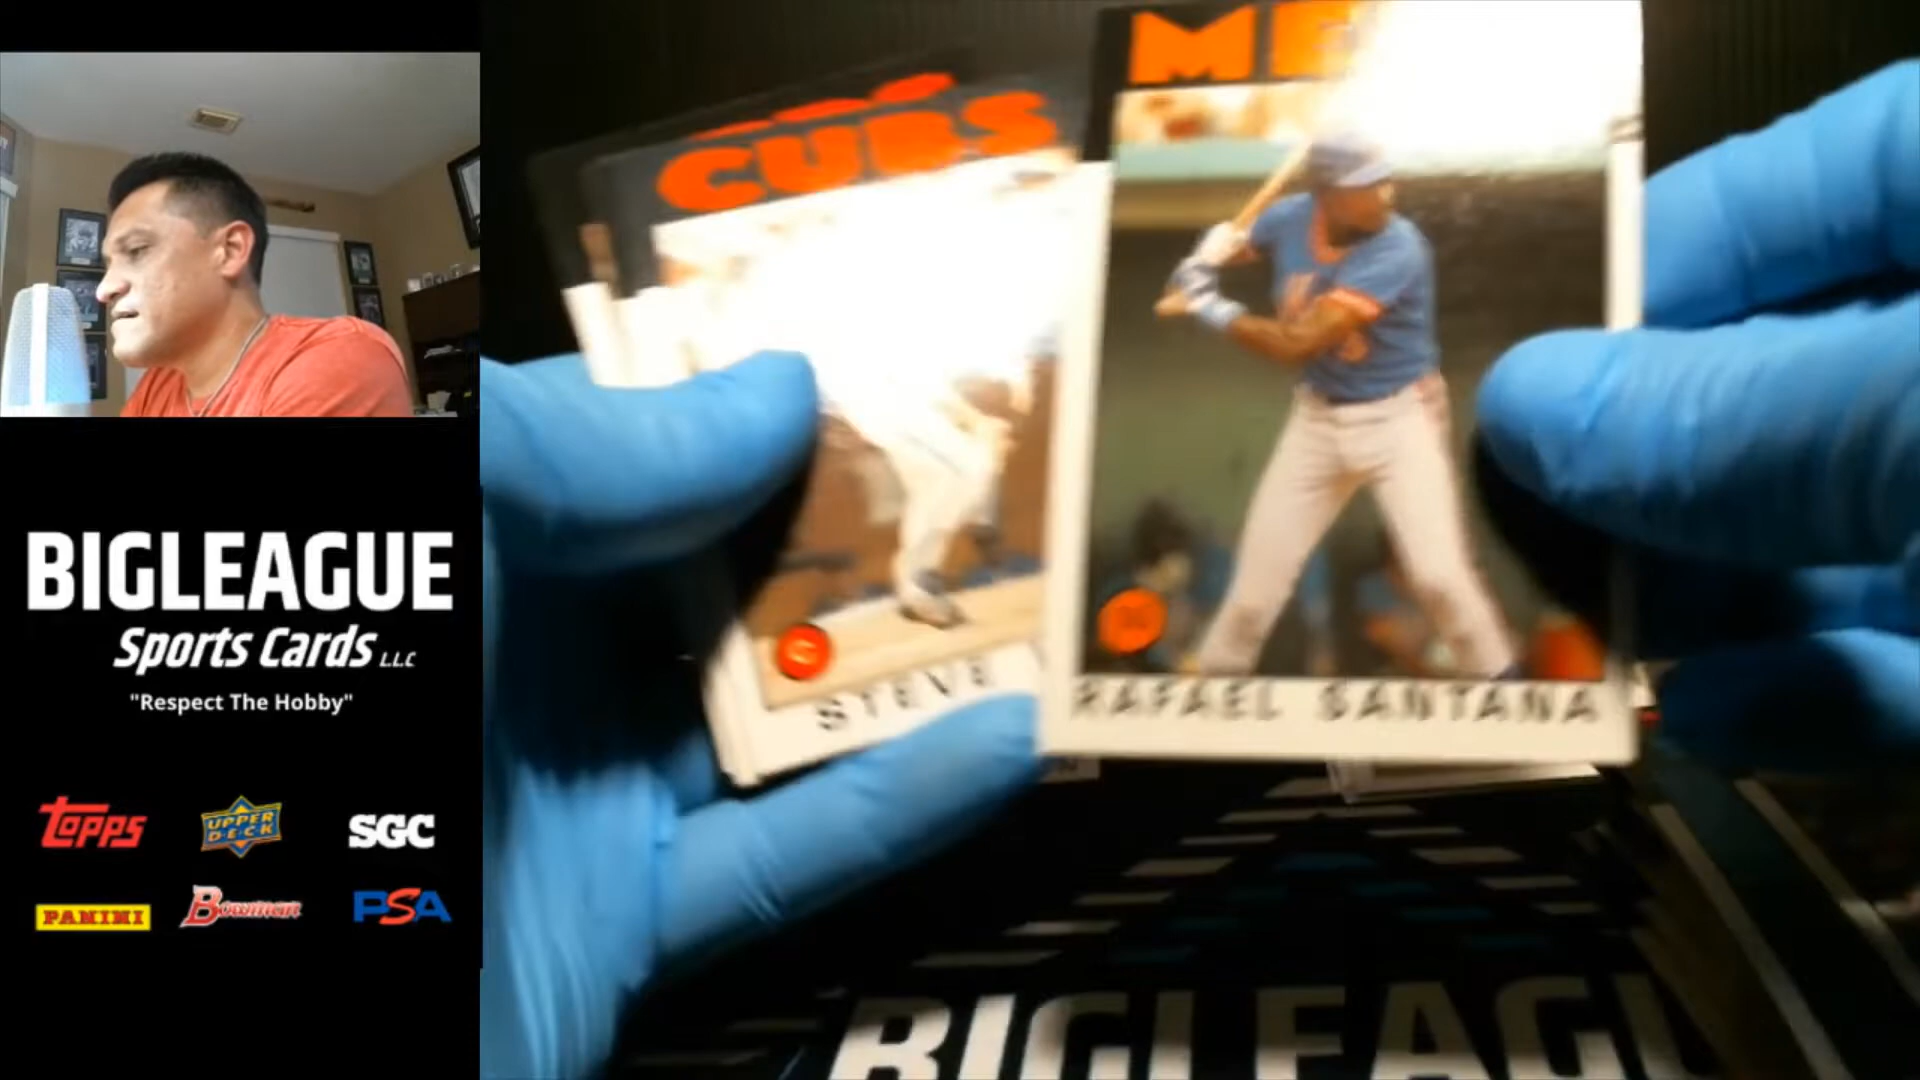 BIGLEAGUE
Sports Cards LLC
"Respect The Hobby"
TOPPS
UPPER
DECK
SGC
PANINI
Bowman
PSA
CUBS
STEVE
RAFAEL SANTANA